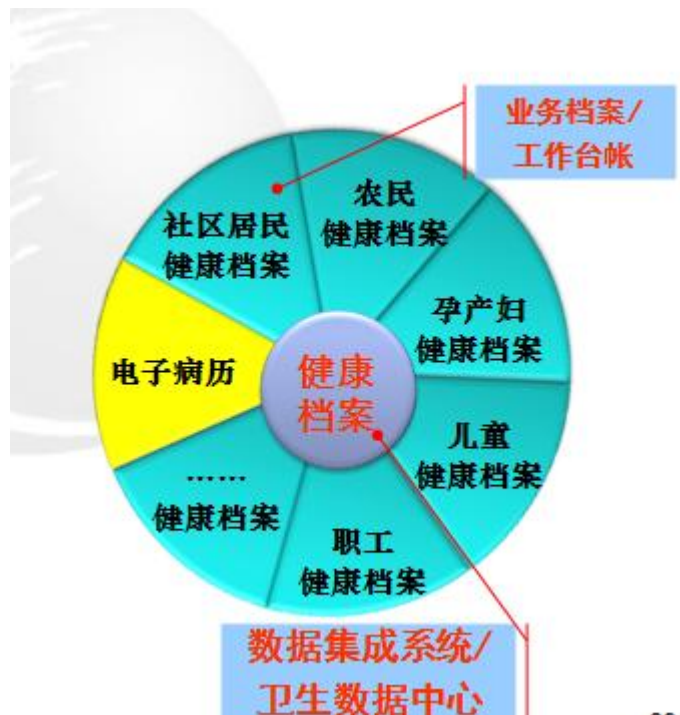 业务档案/
工作台帐
农民
健康档案
社区居民
健康档案
孕产妇
健康档案
电子病历
健康
档案
儿童
健康档案
……
健康档案
职工
健康档案
数据集成系统/
卫生数据中心